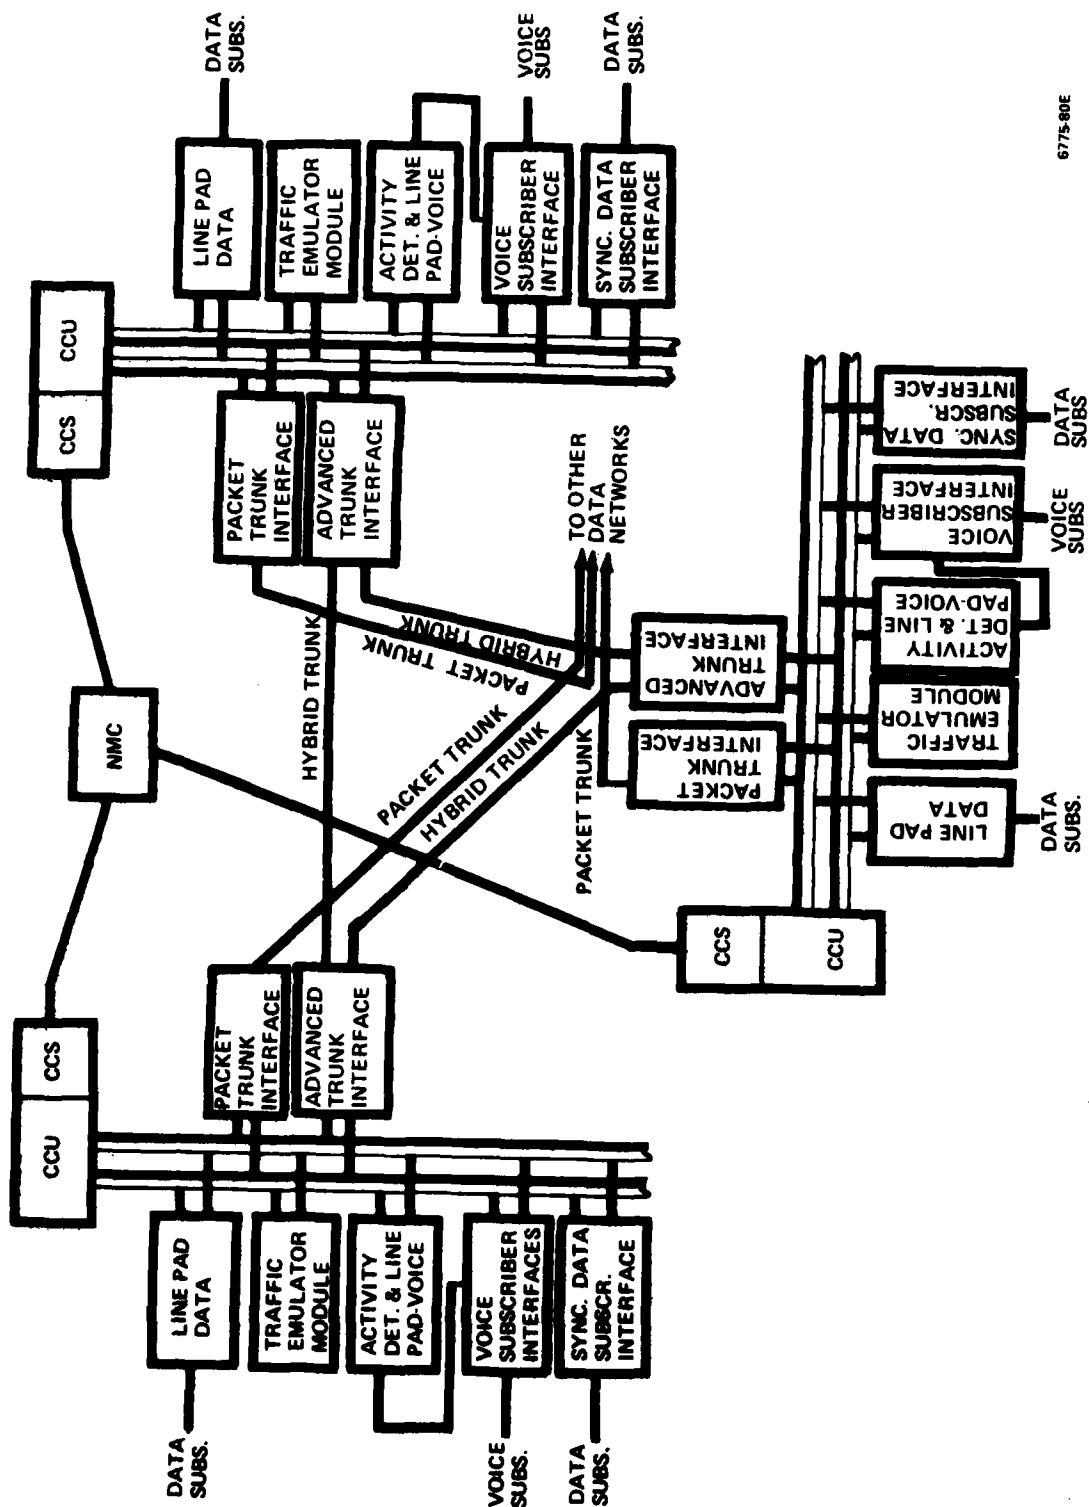 CCU
CCS
NMC
CCS
CCU
LINE PAD
DATA
DATA
SUBS.
TRAFFIC
EMULATOR
MODULE
ACTIVITY
DET. & LINE
PAD-VOICE
VOICE
SUBSCRIBER
INTERFACES
VOICE
SUBS.
SYNC. DATA
SUBSCR.
INTERFACE
DATA
SUBS.
PACKET
TRUNK
INTERFACE
ADVANCED
TRUNK
INTERFACE
HYBRID TRUNK
PACKET TRUNK
HYBRID TRUNK
PACKET TRUNK
HYBRID TRUNK
PACKET TRUNK
TO OTHER
DATA
NETWORKS
PACKET
TRUNK
INTERFACE
ADVANCED
TRUNK
INTERFACE
LINE PAD
DATA
DATA
SUBS.
TRAFFIC
EMULATOR
MODULE
ACTIVITY
DET. & LINE
PAD-VOICE
VOICE
SUBSCRIBER
INTERFACE
VOICE
SUBS
SYNC. DATA
SUBSCRIBER
INTERFACE
DATA
SUBS.
CCS
CCU
PACKET
TRUNK
INTERFACE
ADVANCED
TRUNK
INTERFACE
LINE PAD
DATA
DATA
SUBS.
TRAFFIC
EMULATOR
MODULE
ACTIVITY
DET. & LINE
PAD-VOICE
VOICE
SUBSCRIBER
INTERFACE
VOICE
SUBS
SYNC. DATA
SUBSCR.
INTERFACE
DATA
SUBS
6775-80E